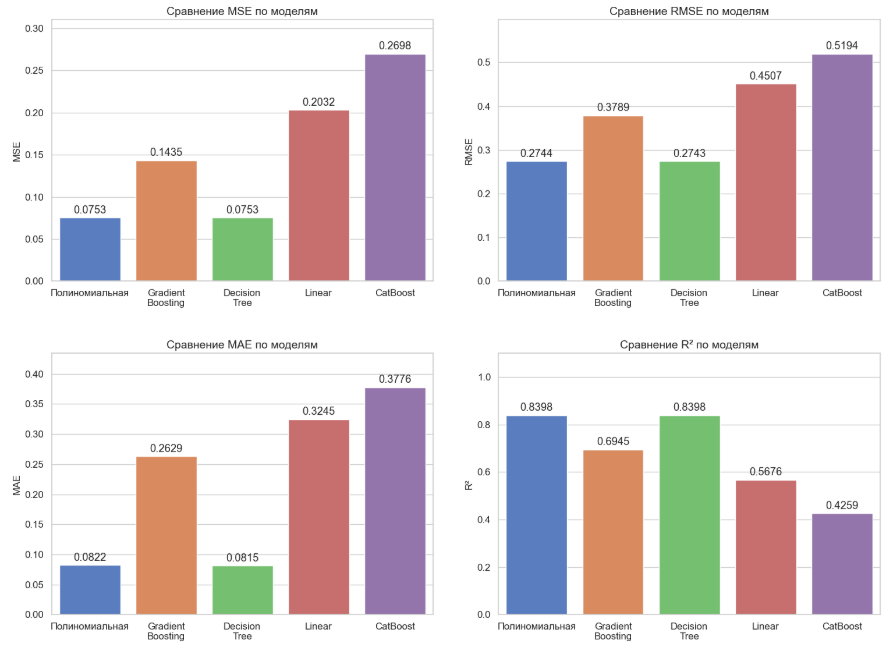 Сравнение MSE по моделям
MSE
0.30
0.25
0.20
0.15
0.10
0.05
0.00
0.0753
0.1435
0.0753
0.2032
0.2698
Полиномиальная
Gradient
Boosting
Decision
Tree
Linear
CatBoost
Сравнение RMSE по моделям
RMSE
0.5
0.4
0.3
0.2
0.1
0.0
0.2744
0.3789
0.2743
0.4507
0.5194
Полиномиальная
Gradient
Boosting
Decision
Tree
Linear
CatBoost
Сравнение MAE по моделям
MAE
0.40
0.35
0.30
0.25
0.20
0.15
0.10
0.05
0.00
0.0822
0.2629
0.0815
0.3245
0.3776
Полиномиальная
Gradient
Boosting
Decision
Tree
Linear
CatBoost
Сравнение R² по моделям
R²
1.0
0.8
0.6
0.4
0.2
0.0
0.8398
0.6945
0.8398
0.5676
0.4259
Полиномиальная
Gradient
Boosting
Decision
Tree
Linear
CatBoost